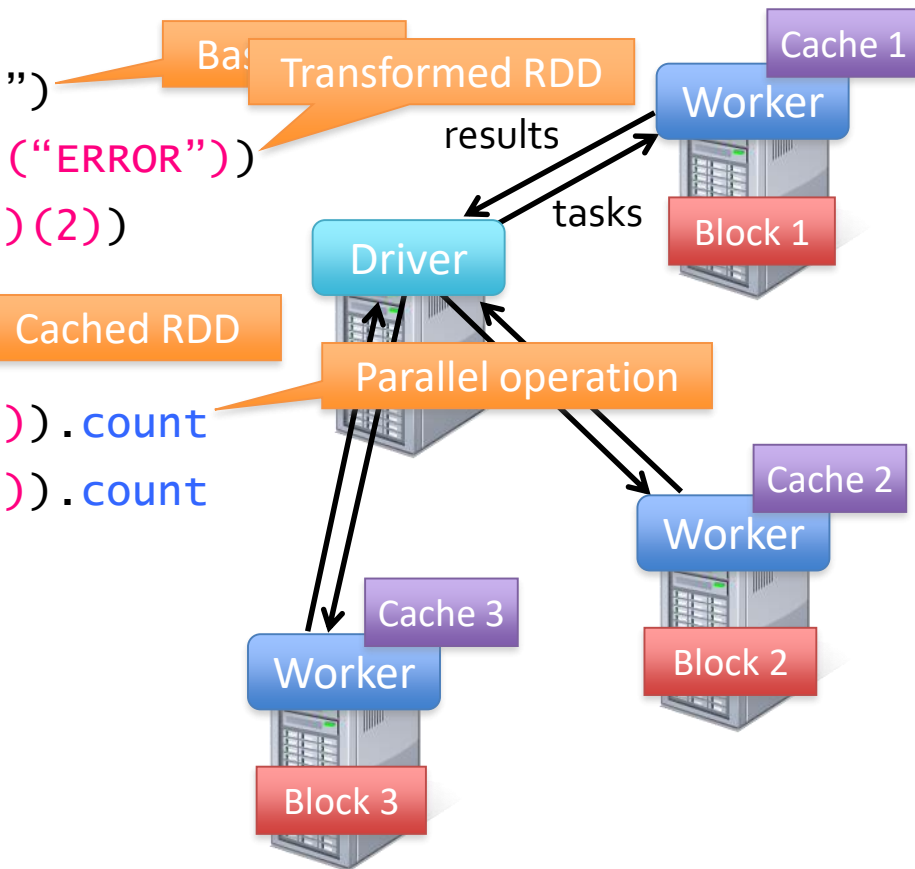 ”)
Bas
Transformed RDD
Cache 1
Worker
(“ERROR”))
results
tasks
)(2))
Block 1
Driver
Cached RDD
Parallel operation
)).count
)).count
Cache 2
Worker
Cache 3
Block 2
Worker
Block 3